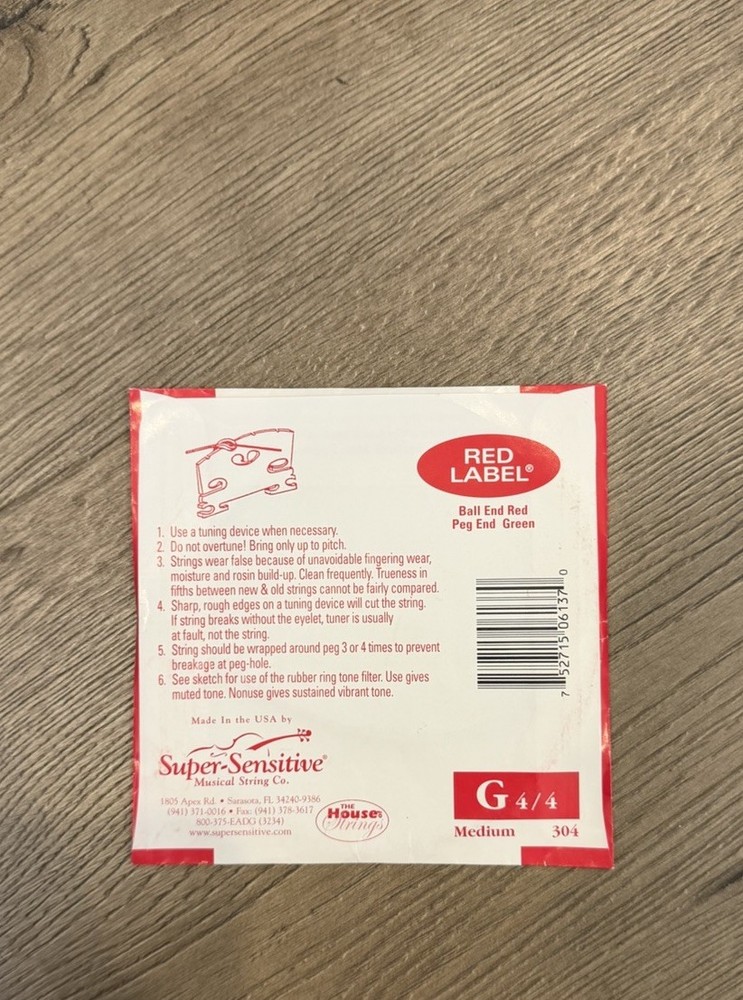 RED
LABEL®
Ball End Red
Peg End Green
1. Use a tuning device when necessary.
2. Do not overtune! Bring only up to pitch.
3. Strings wear false because of unavoidable fingering wear,
moisture and rosin build-up. Clean frequently. Trueness in
fifths between new & old strings cannot be fairly compared.
4. Sharp, rough edges on a tuning device will cut the string.
If string breaks without the eyelet, tuner is usually
at fault, not the string.
5. String should be wrapped around peg 3 or 4 times to prevent
breakage at peg-hole.
6. See sketch for use of the rubber ring tone filter. Use gives
muted tone. Nonuse gives sustained vibrant tone.
7 52715 06137 0
Made In the USA by
Super-Sensitive®
Musical String Co.
1805 Apex Rd. • Sarasota, FL 34240-9386
(941) 371-0016 • Fax: (941) 378-3617
800-375-EADG (3234)
www.supersensitive.com
THE
House of
Strings
G 4/4
Medium 304